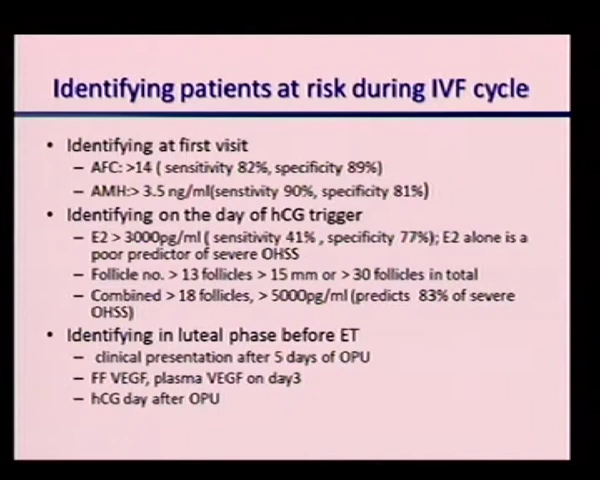 Identifying patients at risk during IVF cycle
• Identifying at first visit
– AFC: >14 ( sensitivity 82%, specificity 89%)
– AMH:> 3.5 ng/ml(senstivity 90%, specificity 81%)
• Identifying on the day of hCG trigger
– E2 > 3000pg/ml ( sensitivity 41% , specificity 77%); E2 alone is a
poor predictor of severe OHSS
– Follicle no. > 13 follicles > 15 mm or > 30 follicles in total
– Combined > 18 follicles, > 5000pg/ml (predicts 83% of severe
OHSS)
• Identifying in luteal phase before ET
– clinical presentation after 5 days of OPU
– FF VEGF, plasma VEGF on day3
– hCG day after OPU